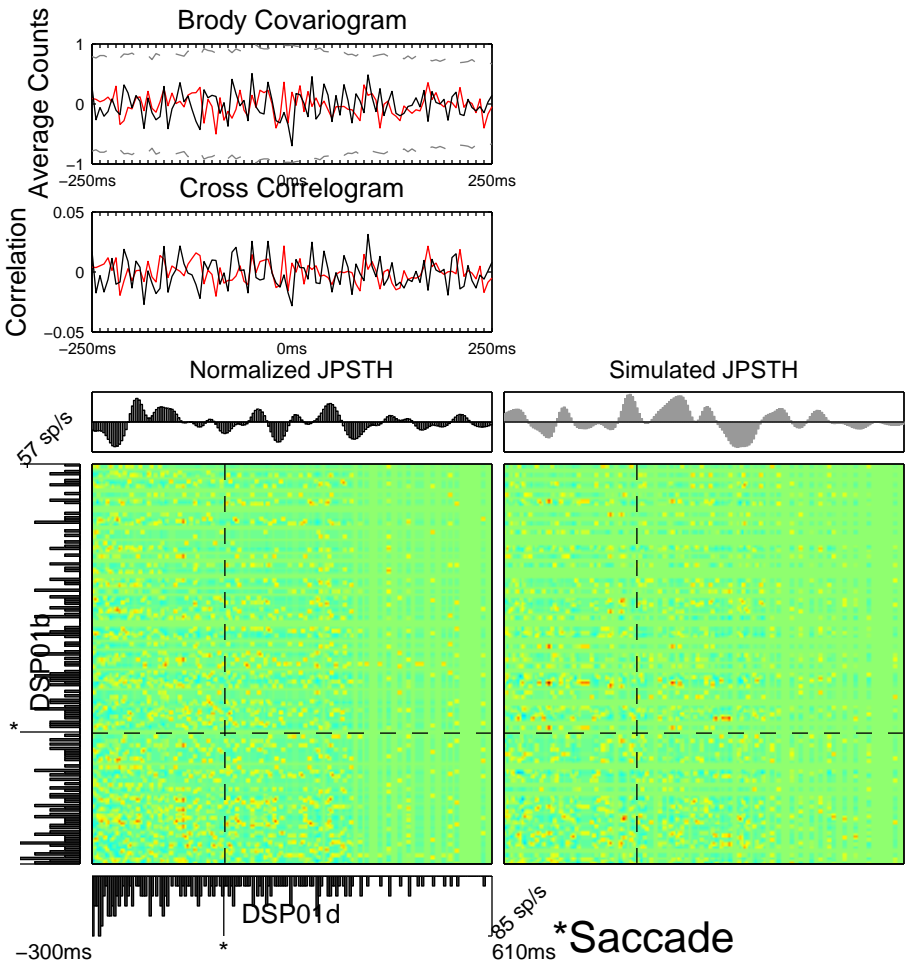 Brody Covariogram
Average Counts
1
0
−1
−250ms
0ms
250ms
Cross Correlogram
Correlation
0.05
0
−0.05
−250ms
0ms
250ms
Normalized JPSTH
Simulated JPSTH
57 sp/s
DSP01b
*
DSP01d
*
85 sp/s
−300ms
610ms
*Saccade